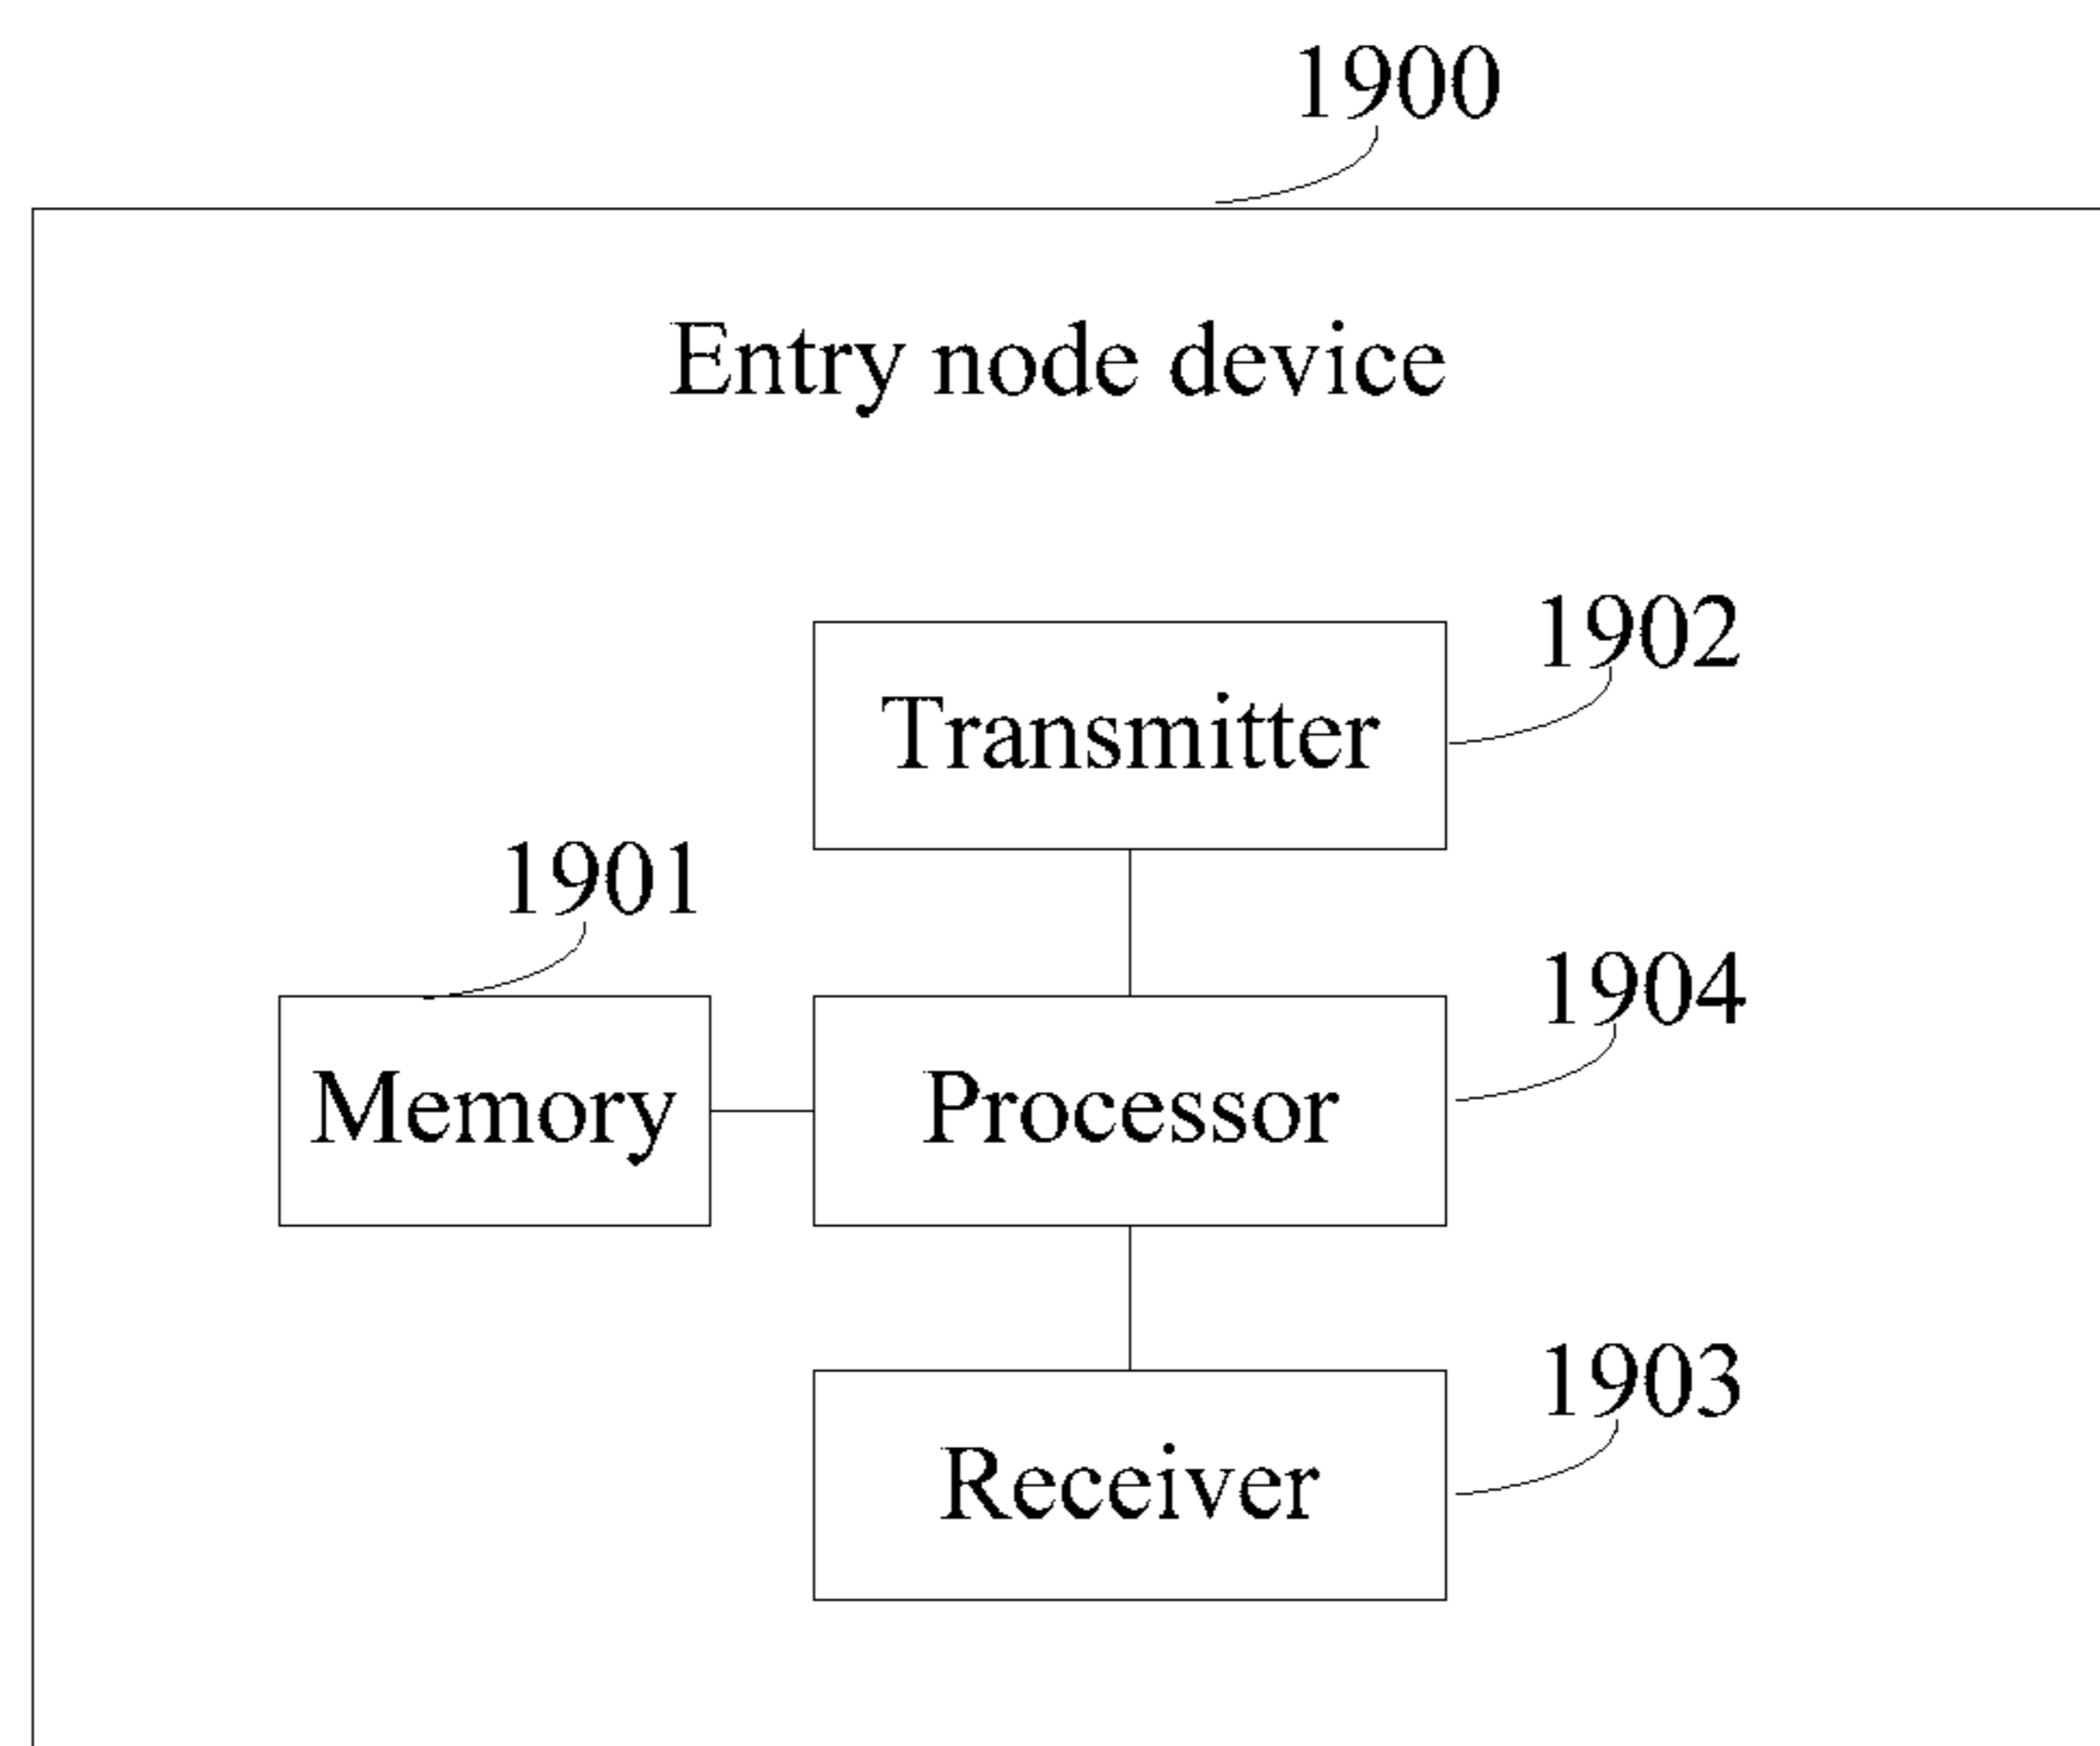 1900
Entry node device
1902
Transmitter
1901
1904
Memory
Processor
1903
Receiver